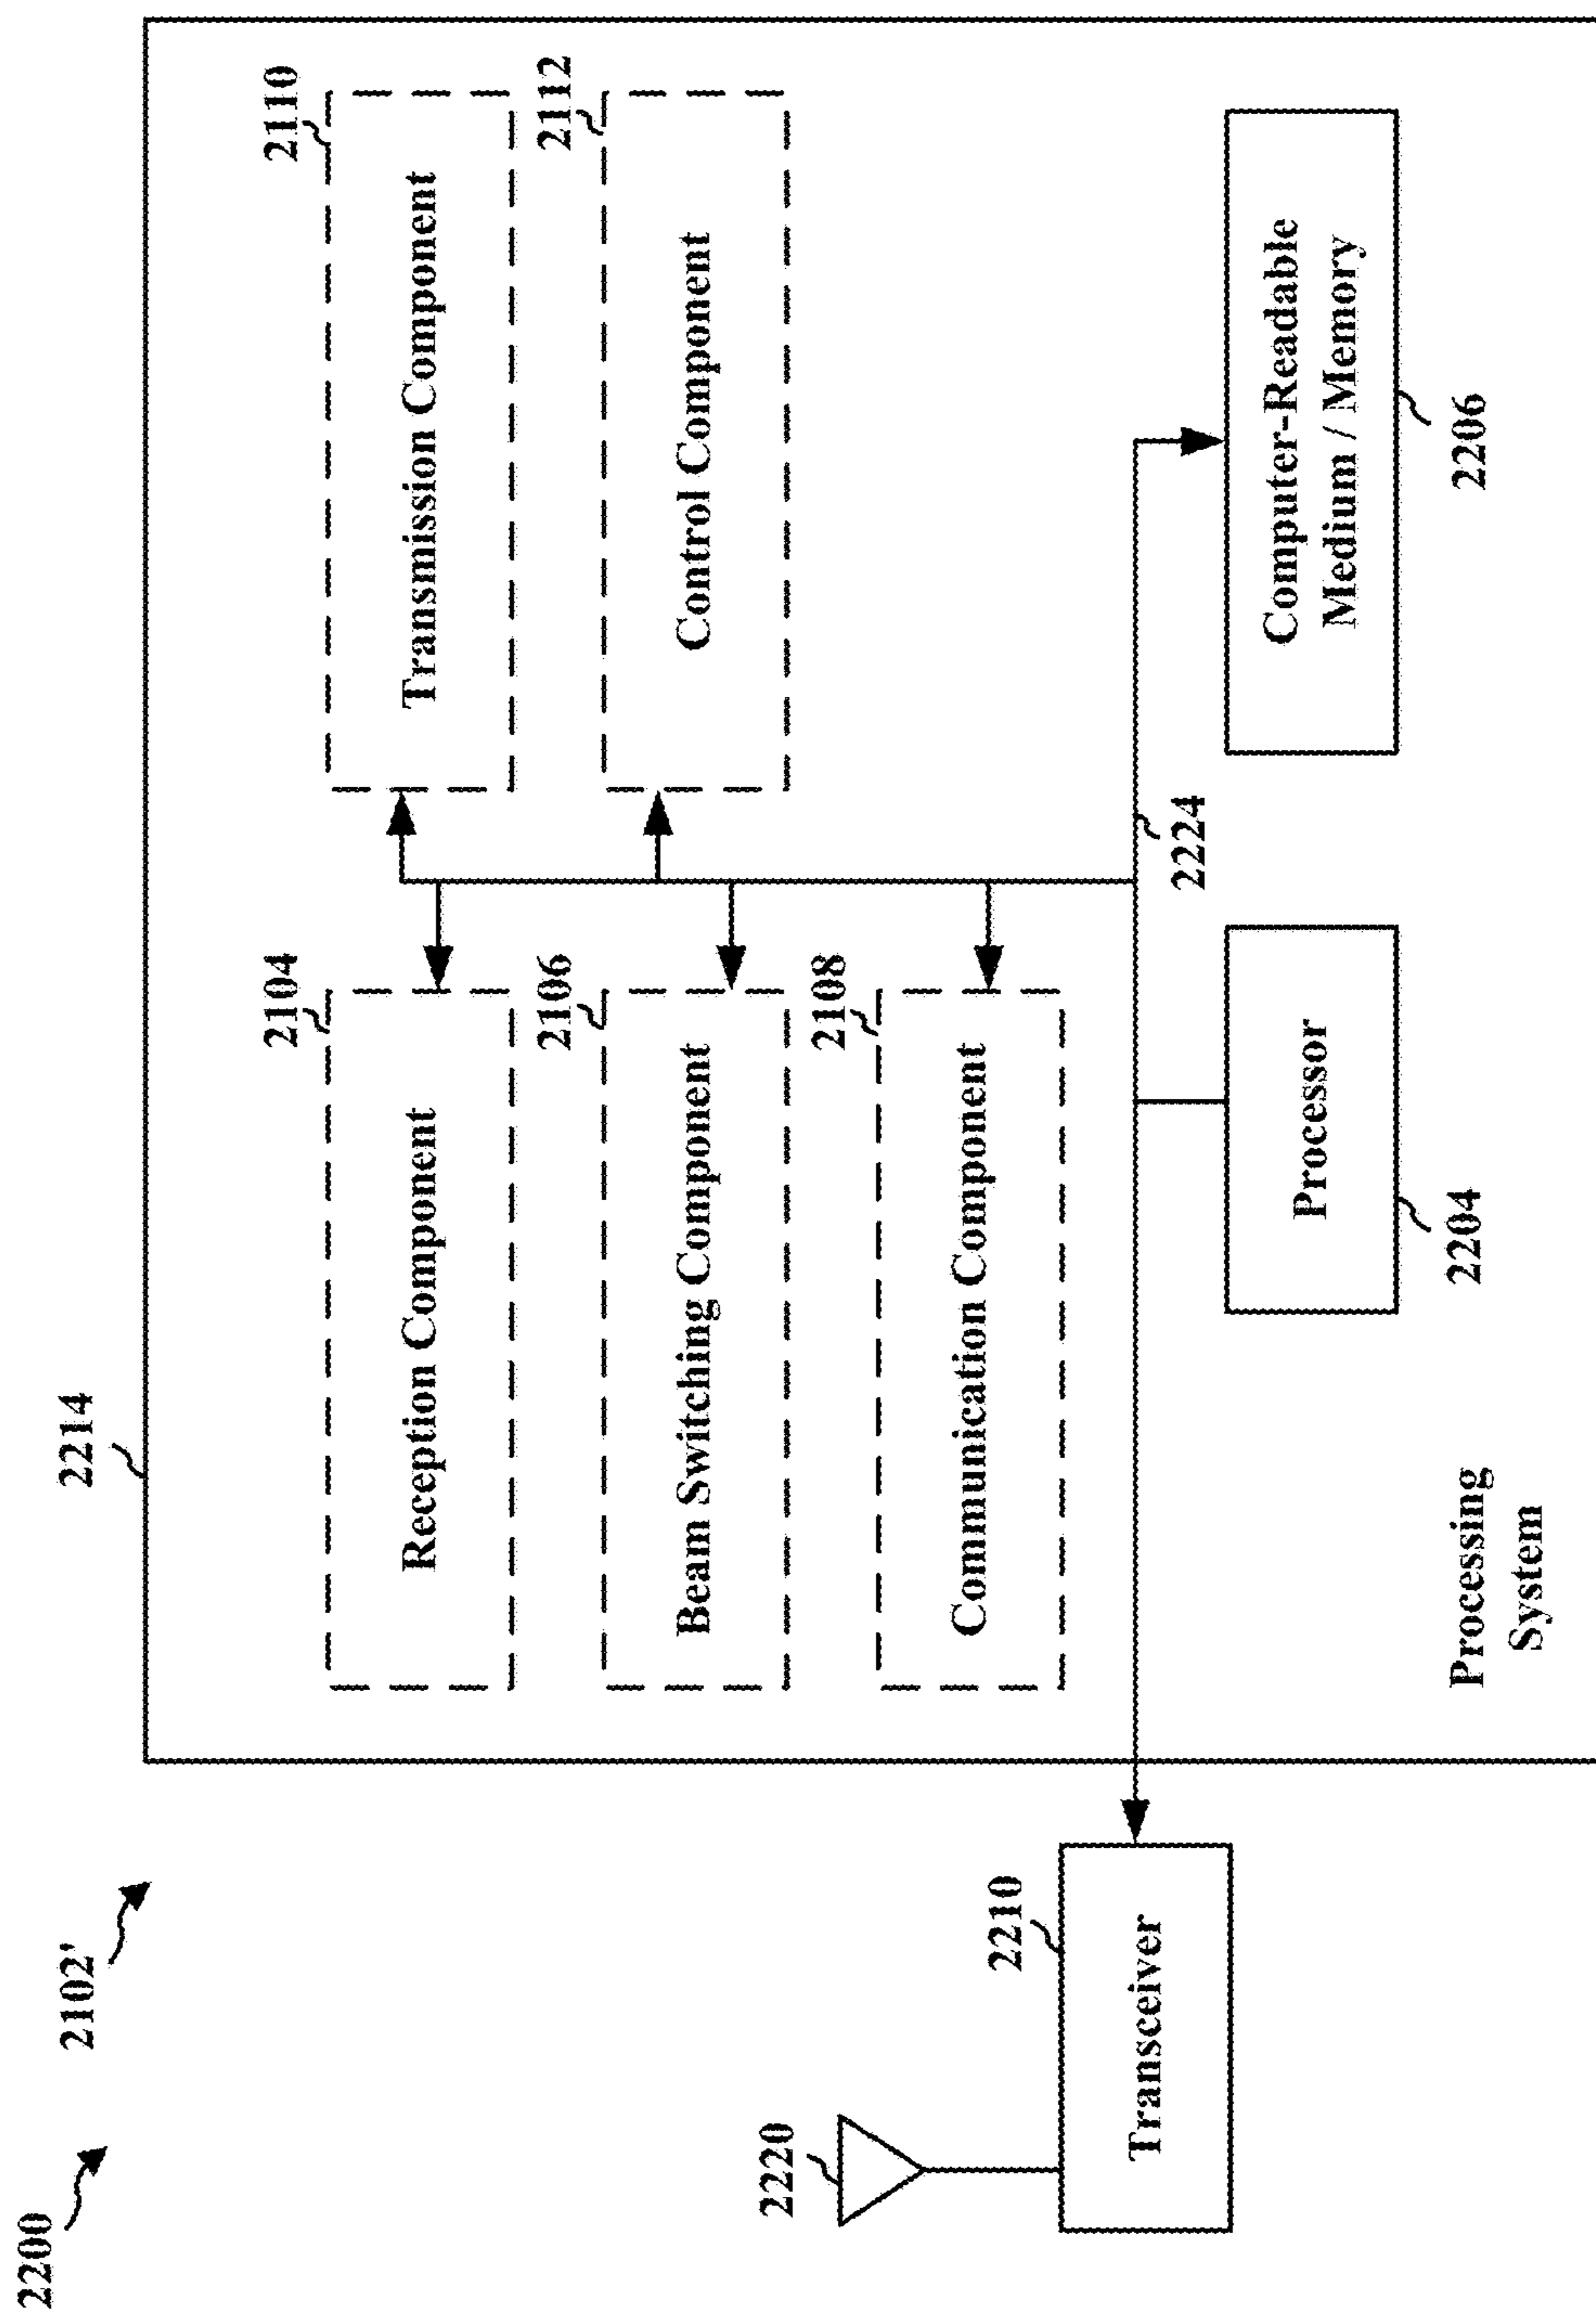 2200
2102'
2214
2104
Reception Component
2110
Transmission Component
2106
Beam Switching Component
2112
Control Component
2108
Communication Component
2220
2210
Transceiver
2224
Processor
2204
Computer-Readable
Medium / Memory
2206
Processing
System